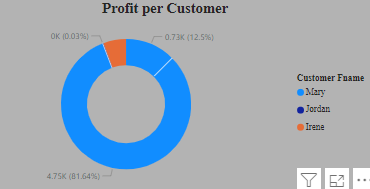 Profit per Customer
0K (0.03%)
0.73K (12.5%)
Customer Fname
Mary
Jordan
Irene
4.75K (81.64%)